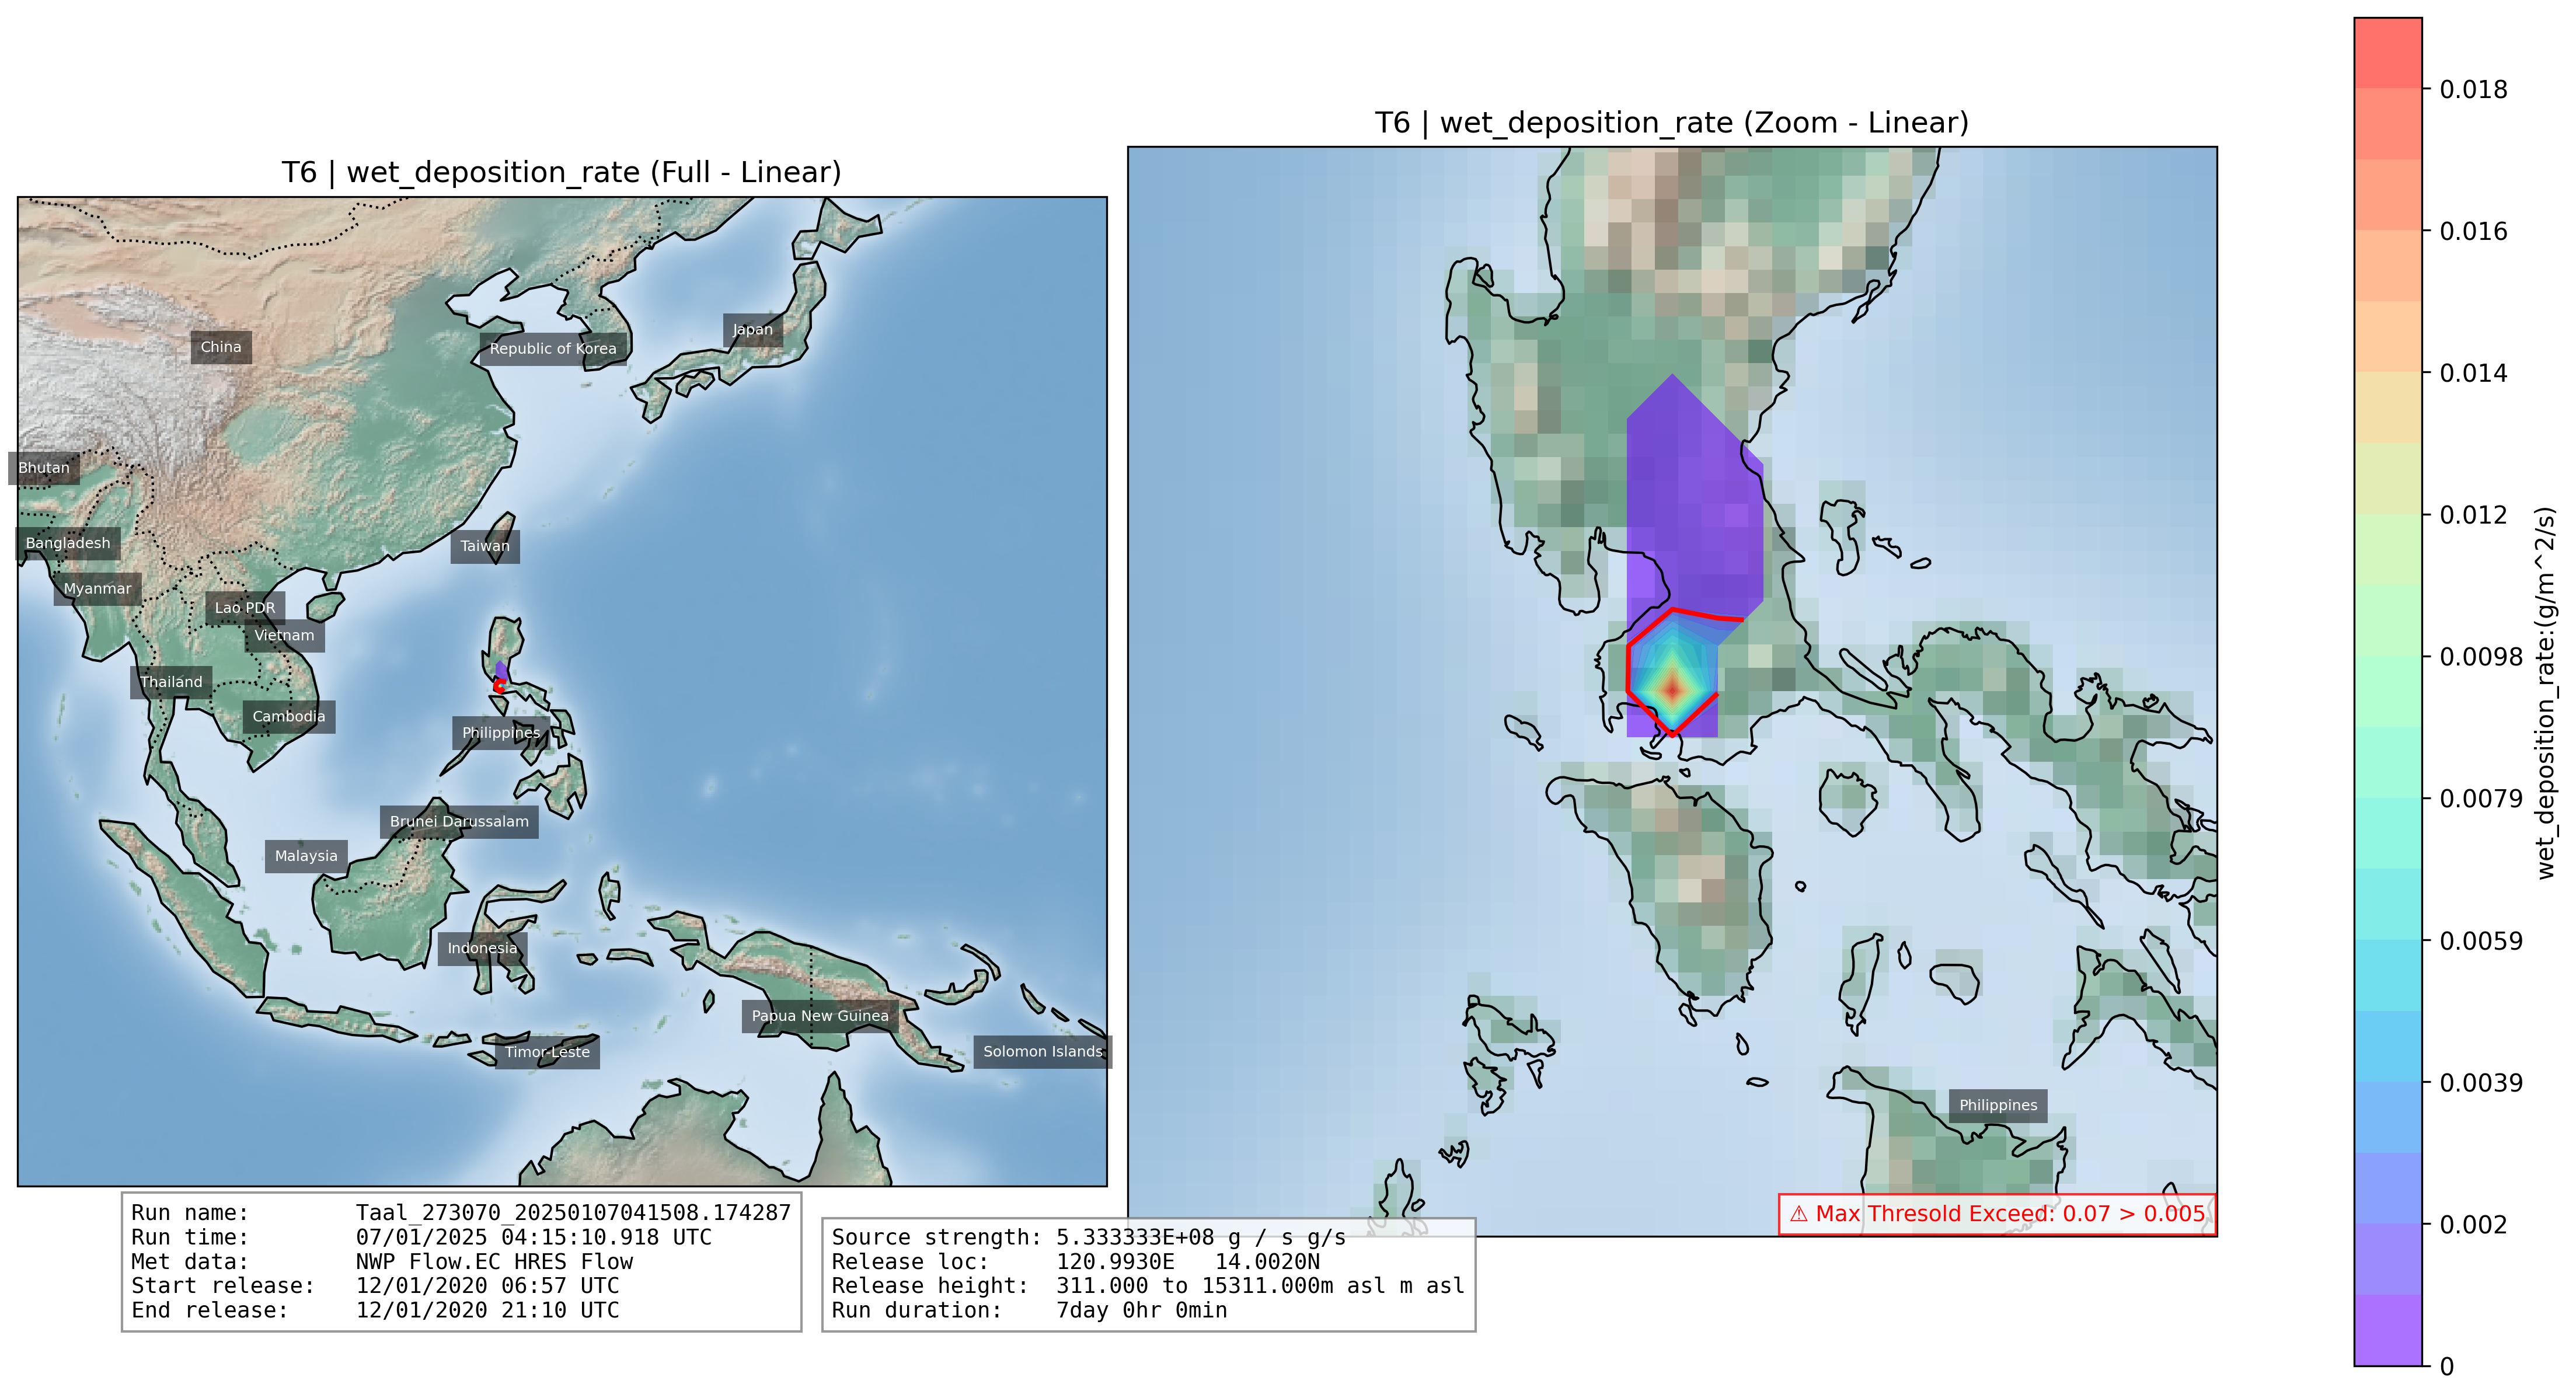 T6 | wet_deposition_rate (Full - Linear)
China
Republic of Korea
Japan
Bhutan
Bangladesh
Taiwan
Myanmar
Lao PDR
Vietnam
Thailand
Cambodia
Philippines
Brunei Darussalam
Malaysia
Indonesia
Papua New Guinea
Timor-Leste
Solomon Islands
T6 | wet_deposition_rate (Zoom - Linear)
Philippines
⚠ Max Thresold Exceed: 0.07 > 0.005
0.018
0.016
0.014
0.012
0.0098
0.0079
0.0059
0.0039
0.002
0
wet_deposition_rate:(g/m^2/s)
Run name: Taal_273070_20250107041508.174287
Run time: 07/01/2025 04:15:10.918 UTC
Met data: NWP Flow.EC HRES Flow
Start release: 12/01/2020 06:57 UTC
End release: 12/01/2020 21:10 UTC
Source strength: 5.333333E+08 g / s g/s
Release loc: 120.9930E 14.0020N
Release height: 311.000 to 15311.000m asl m asl
Run duration: 7day 0hr 0min